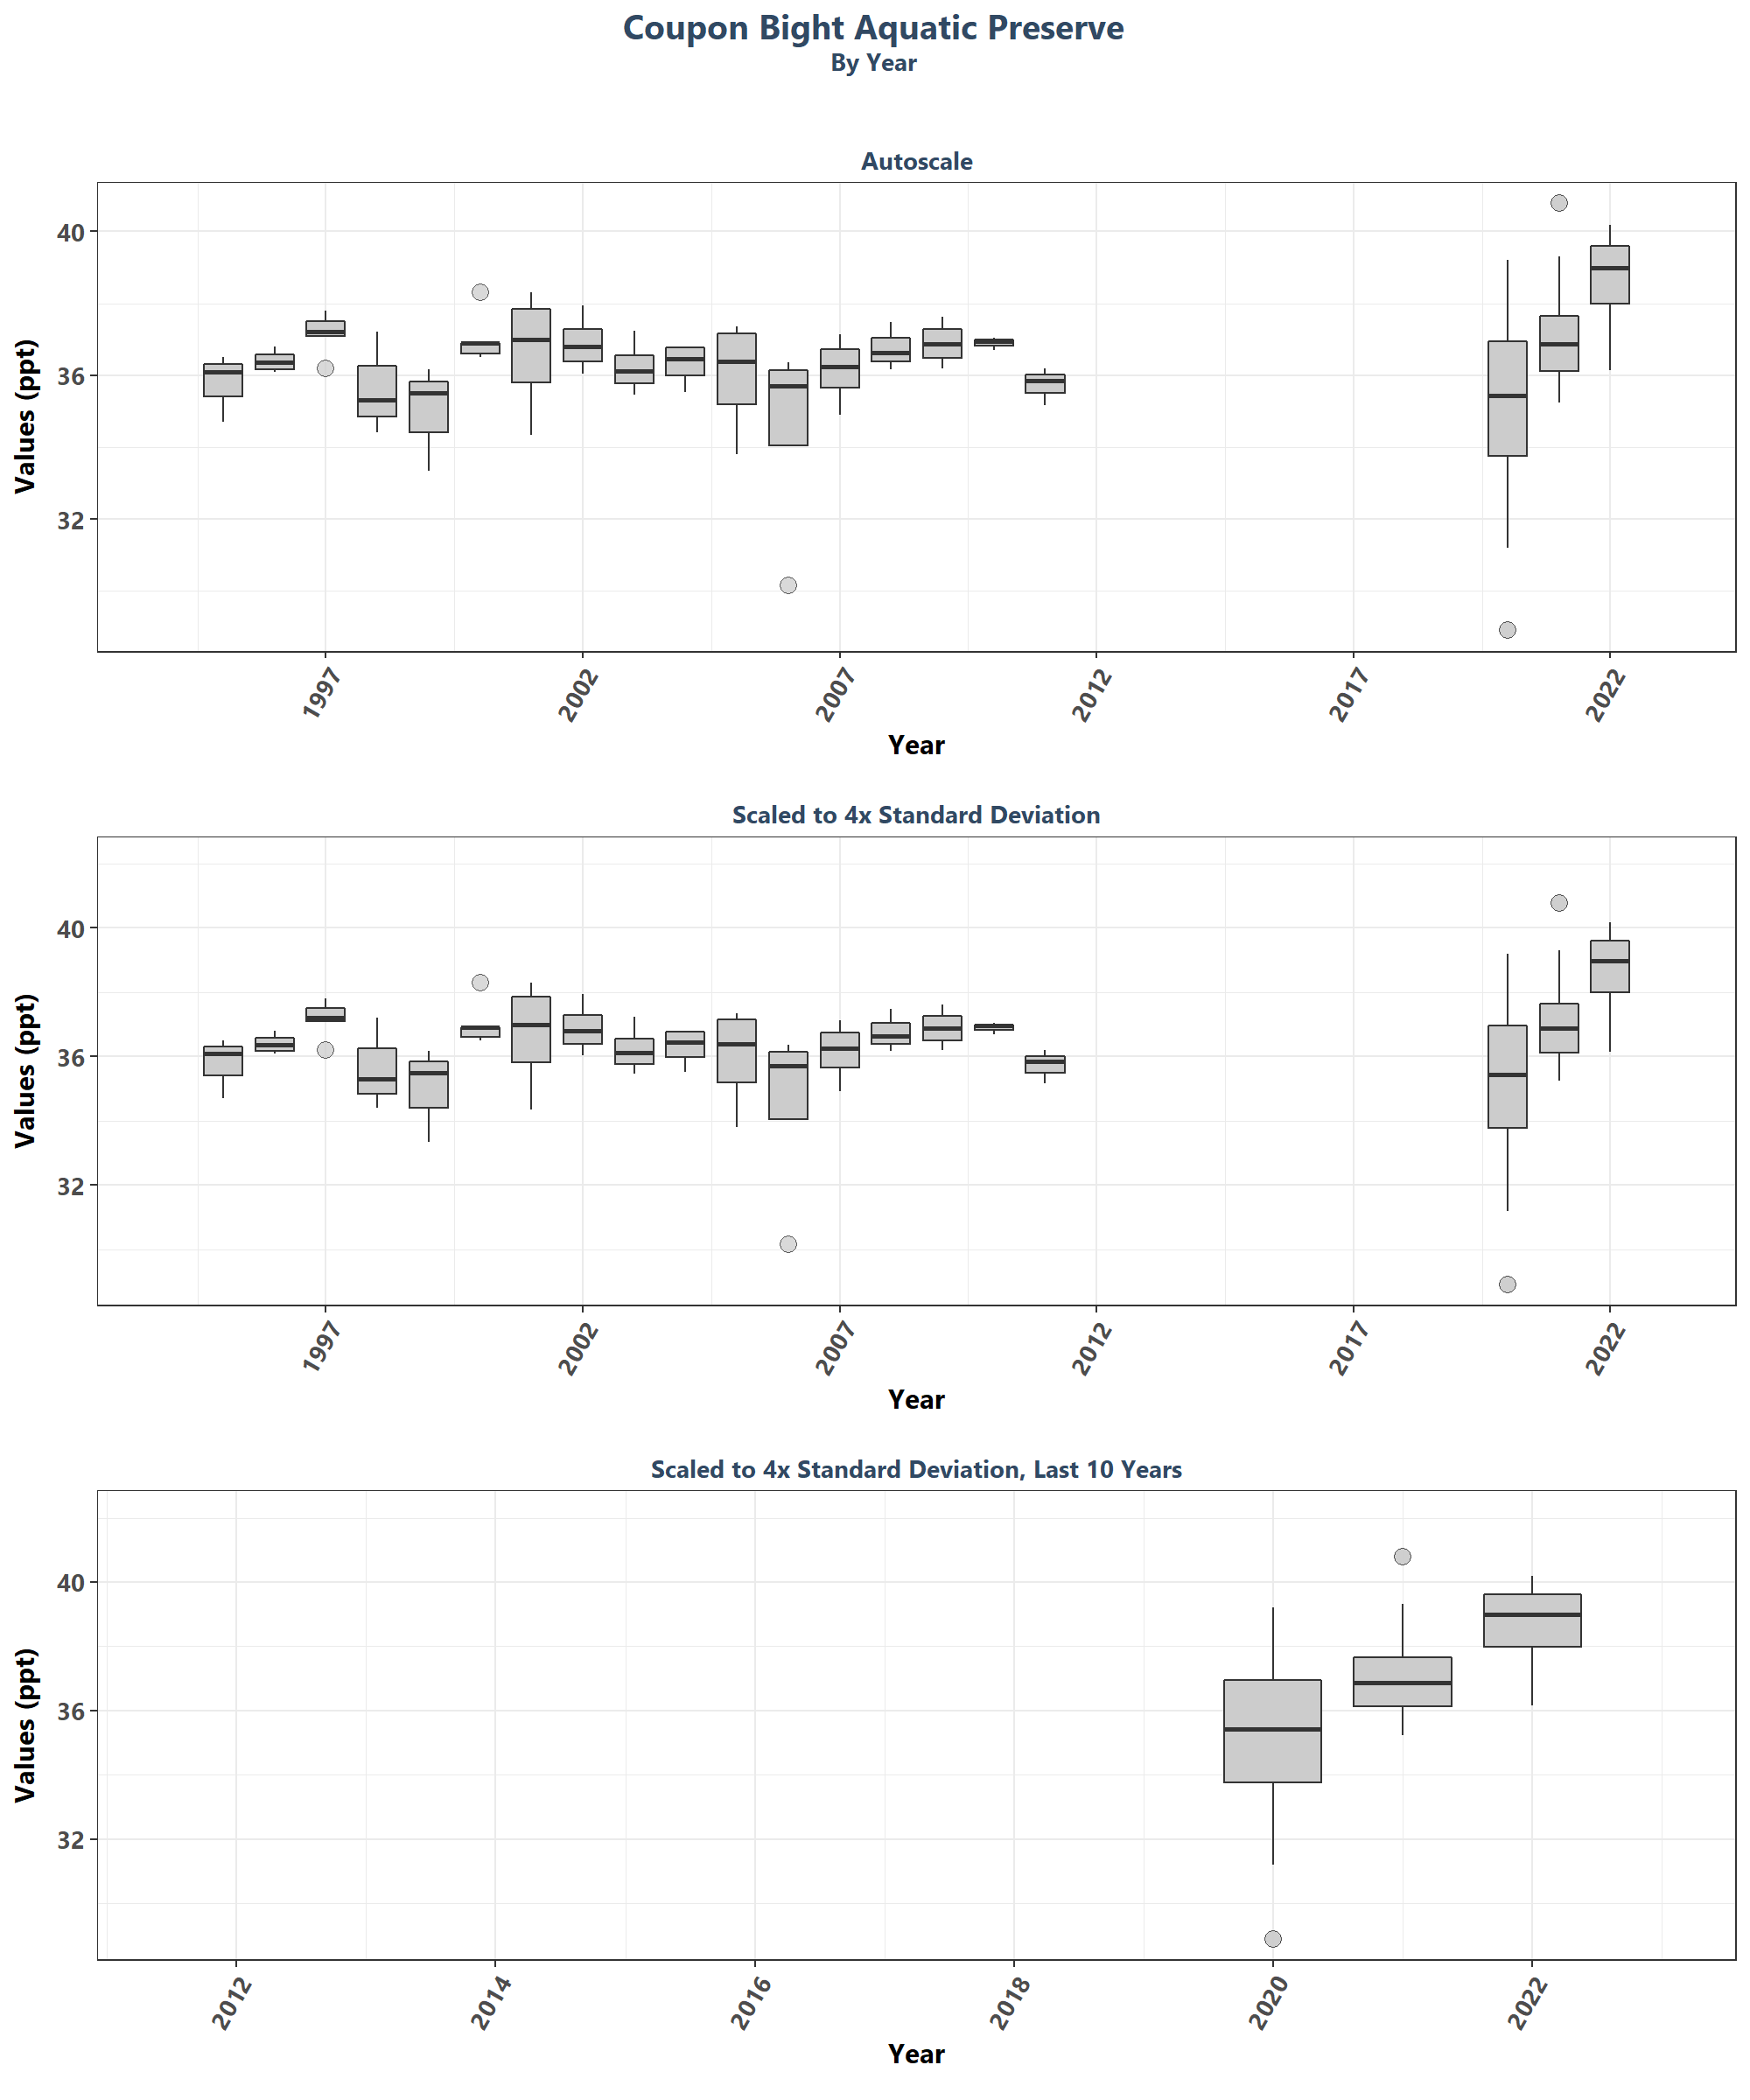 Coupon Bight Aquatic Preserve
By Year
Autoscale
Values (ppt)
40
36
32
1997 2002 2007 2012 2017 2022
Year
Scaled to 4x Standard Deviation
Values (ppt)
40
36
32
1997 2002 2007 2012 2017 2022
Year
Scaled to 4x Standard Deviation, Last 10 Years
Values (ppt)
40
36
32
2012 2014 2016 2018 2020 2022
Year